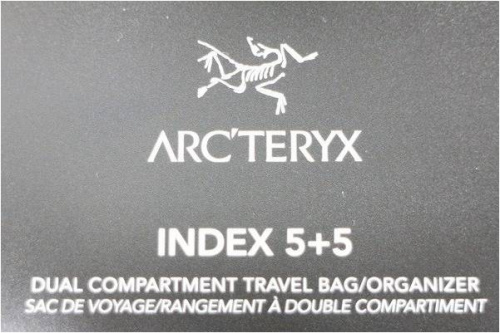 ARC'TERYX
INDEX 5+5
DUAL COMPARTMENT TRAVEL BAG/ORGANIZER
SAC DE VOYAGE/RANGEMENT À DOUBLE COMPARTIMENT